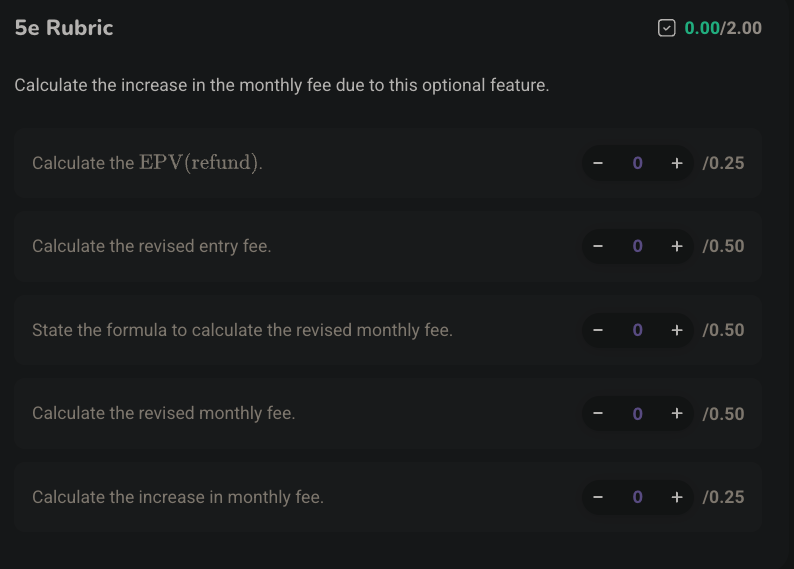 5e Rubric
0.00/2.00
Calculate the increase in the monthly fee due to this optional feature.
Calculate the EPV(refund).
− 0 + /0.25
Calculate the revised entry fee.
− 0 + /0.50
State the formula to calculate the revised monthly fee.
− 0 + /0.50
Calculate the revised monthly fee.
− 0 + /0.50
Calculate the increase in monthly fee.
− 0 + /0.25